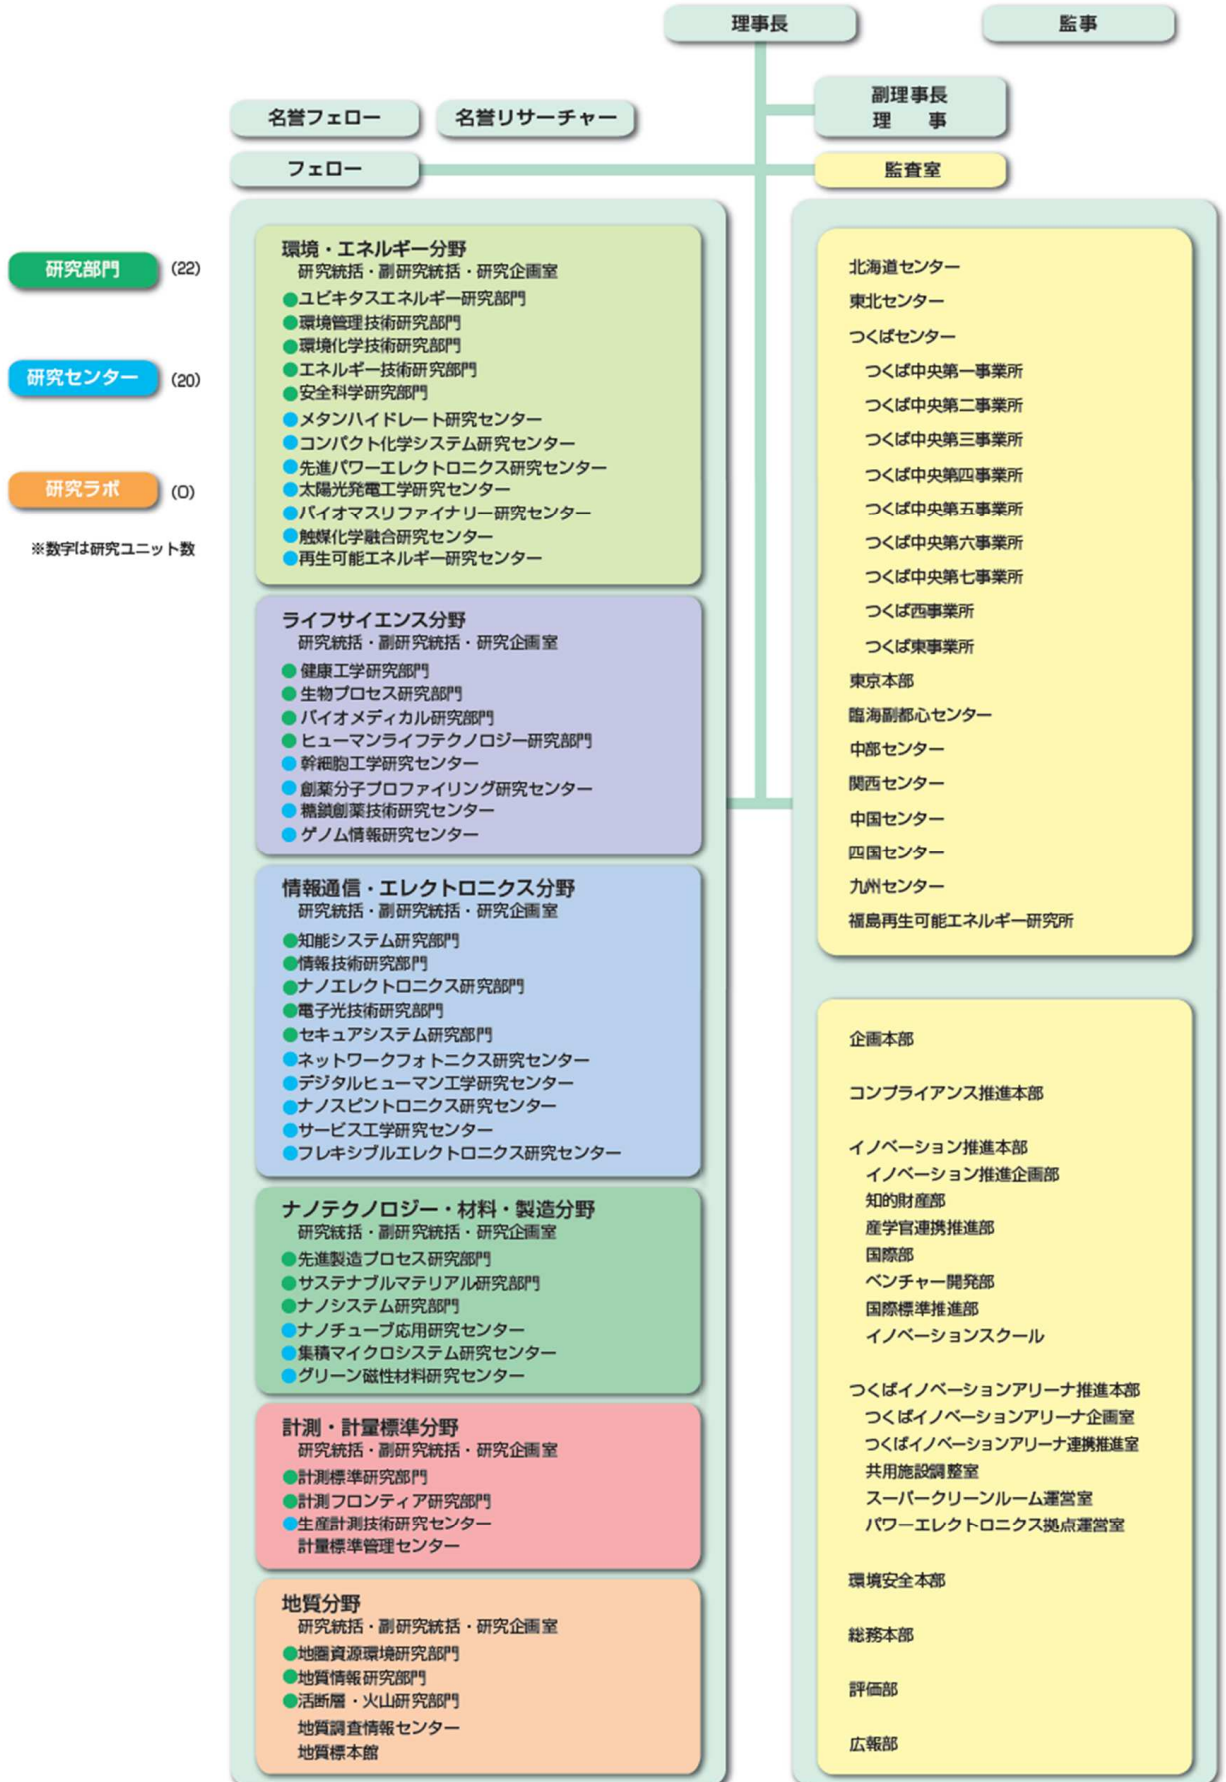 理事長
監事
副理事長
理　事
名誉フェロー
名誉リサーチャー
フェロー
監査室
研究部門 (22)
研究センター (20)
研究ラボ (0)
※数字は研究ユニット数
環境・エネルギー分野
研究統括・副研究統括・研究企画室
●ユビキタスエネルギー研究部門
●環境管理技術研究部門
●環境化学技術研究部門
●エネルギー技術研究部門
●安全科学研究部門
●メタンハイドレート研究センター
●コンパクト化学システム研究センター
●先進パワーエレクトロニクス研究センター
●太陽光発電工学研究センター
●バイオマスリファイナリー研究センター
●触媒化学融合研究センター
●再生可能エネルギー研究センター
ライフサイエンス分野
研究統括・副研究統括・研究企画室
●健康工学研究部門
●生物プロセス研究部門
●バイオメディカル研究部門
●ヒューマンライフテクノロジー研究部門
●幹細胞工学研究センター
●創薬分子プロファイリング研究センター
●糖鎖創薬技術研究センター
●ゲノム情報研究センター
情報通信・エレクトロニクス分野
研究統括・副研究統括・研究企画室
●知能システム研究部門
●情報技術研究部門
●ナノエレクトロニクス研究部門
●電子光技術研究部門
●セキュアシステム研究部門
●ネットワークフォトニクス研究センター
●デジタルヒューマン工学研究センター
●ナノスピントロニクス研究センター
●サービス工学研究センター
●フレキシブルエレクトロニクス研究センター
ナノテクノロジー・材料・製造分野
研究統括・副研究統括・研究企画室
●先進製造プロセス研究部門
●サステナブルマテリアル研究部門
●ナノシステム研究部門
●ナノチューブ応用研究センター
●集積マイクロシステム研究センター
●グリーン磁性材料研究センター
計測・計量標準分野
研究統括・副研究統括・研究企画室
●計測標準研究部門
●計測フロンティア研究部門
●生産計測技術研究センター
計量標準管理センター
地質分野
研究統括・副研究統括・研究企画室
●地圏資源環境研究部門
●地質情報研究部門
●活断層・火山研究部門
地質調査情報センター
地質標本館
北海道センター
東北センター
つくばセンター
つくば中央第一事業所
つくば中央第二事業所
つくば中央第三事業所
つくば中央第四事業所
つくば中央第五事業所
つくば中央第六事業所
つくば中央第七事業所
つくば西事業所
つくば東事業所
東京本部
臨海副都心センター
中部センター
関西センター
中国センター
四国センター
九州センター
福島再生可能エネルギー研究所
企画本部
コンプライアンス推進本部
イノベーション推進本部
イノベーション推進企画部
知的財産部
産学官連携推進部
国際部
ベンチャー開発部
国際標準推進部
イノベーションスクール
つくばイノベーションアリーナ推進本部
つくばイノベーションアリーナ企画室
つくばイノベーションアリーナ連携推進室
共用施設調整室
スーパークリーンルーム運営室
パワーエレクトロニクス拠点運営室
環境安全本部
総務本部
評価部
広報部